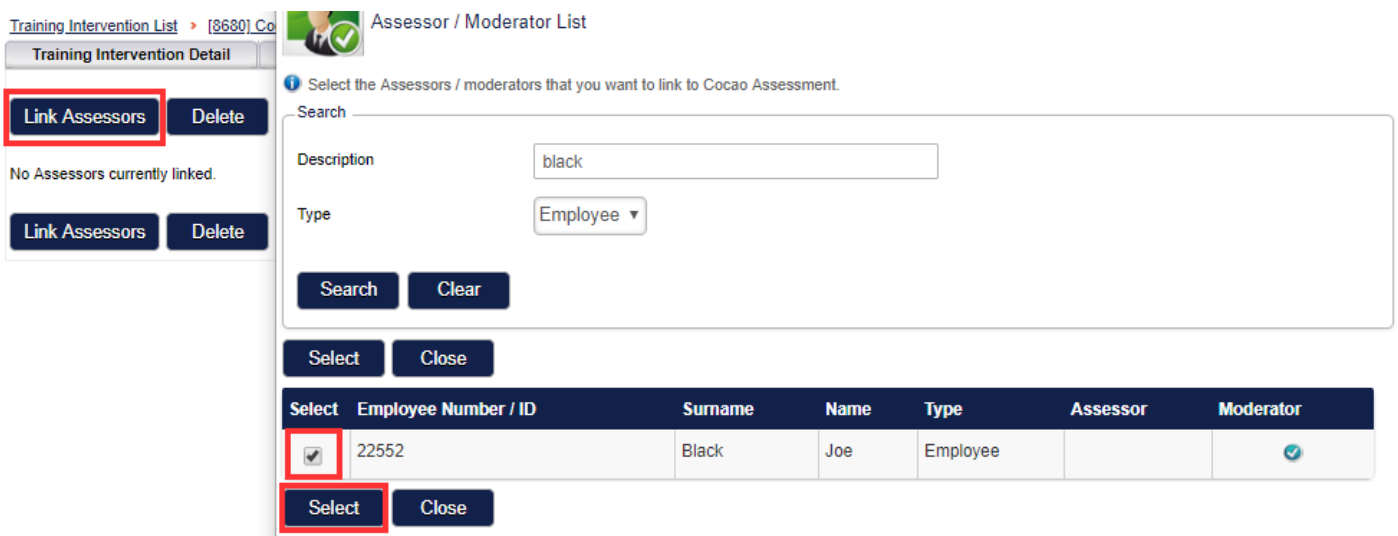 Training Intervention List > [8680] Co
Training Intervention Detail
Link Assessors Delete
No Assessors currently linked.
Link Assessors Delete
Assessor / Moderator List
Select the Assessors / moderators that you want to link to Cocao Assessment.
Search
Description black
Type Employee
Search Clear
Select Close
Select Employee Number / ID Surname Name Type Assessor Moderator
22552 Black Joe Employee
Select Close